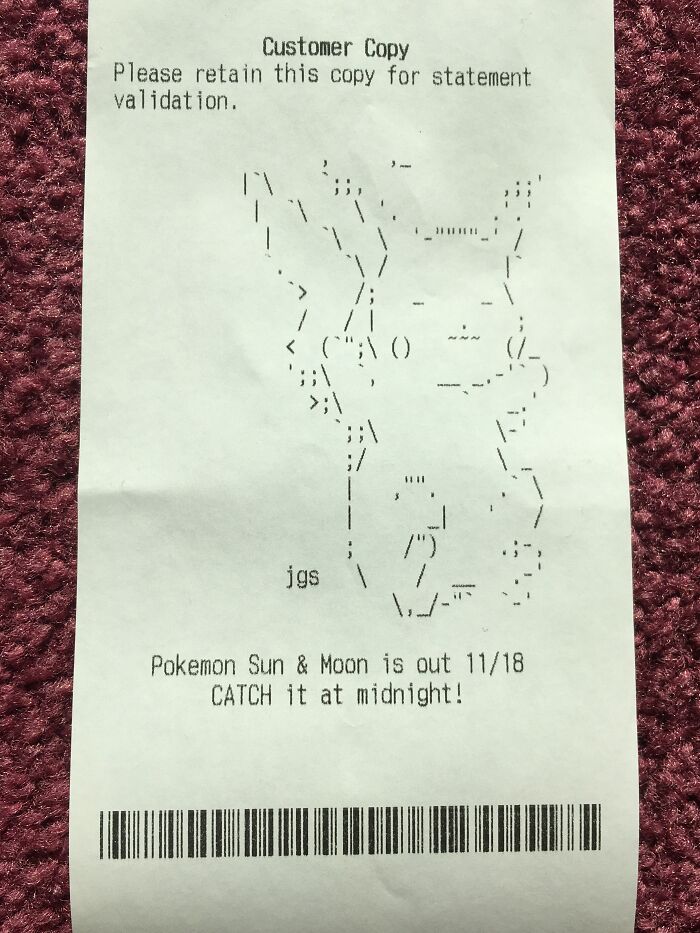 Customer Copy
Please retain this copy for statement
validation.
jgs
Pokemon Sun & Moon is out 11/18
CATCH it at midnight!